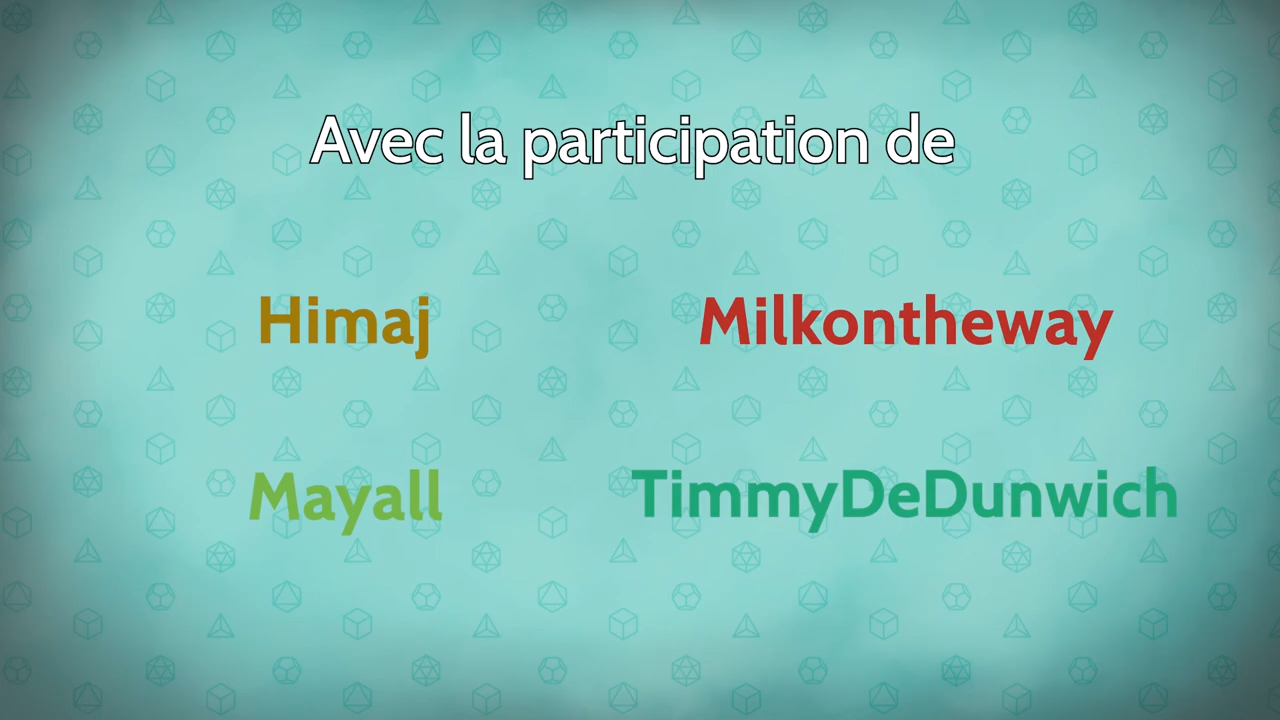 Avec la participation de
Himaj
Milkontheway
Mayall
TimmyDeDunwich